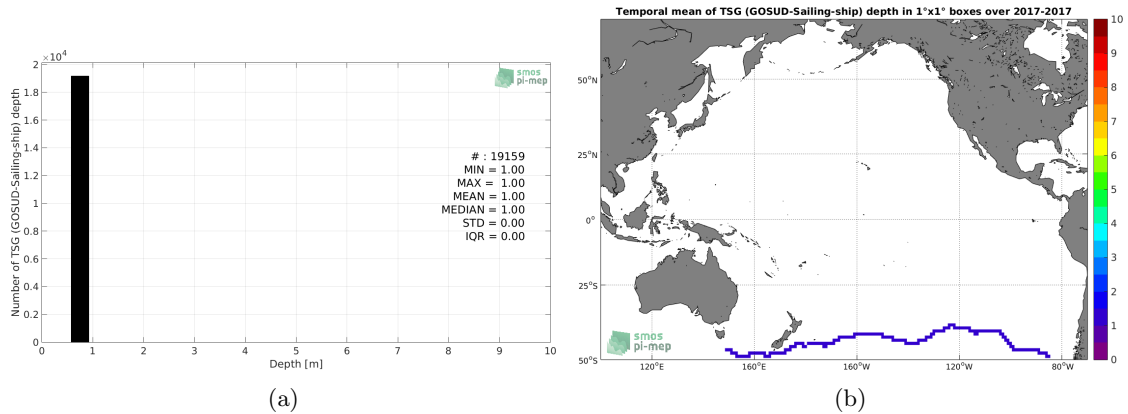 ×10⁴
2
1.8
1.6
1.4
1.2
1
0.8
0.6
0.4
0.2
0
Number of TSG (GOSUD-Sailing-ship) depth
smos
pi-mep
# : 19159
MIN = 1.00
MAX = 1.00
MEAN = 1.00
MEDIAN = 1.00
STD = 0.00
IQR = 0.00
0 1 2 3 4 5 6 7 8 9 10
Depth [m]
(a)
Temporal mean of TSG (GOSUD-Sailing-ship) depth in 1°x1° boxes over 2017-2017
50°N
25°N
0°
25°S
50°S
smos
pi-mep
120°E 160°E 160°W 120°W 80°W
10
9
8
7
6
5
4
3
2
1
0
(b)